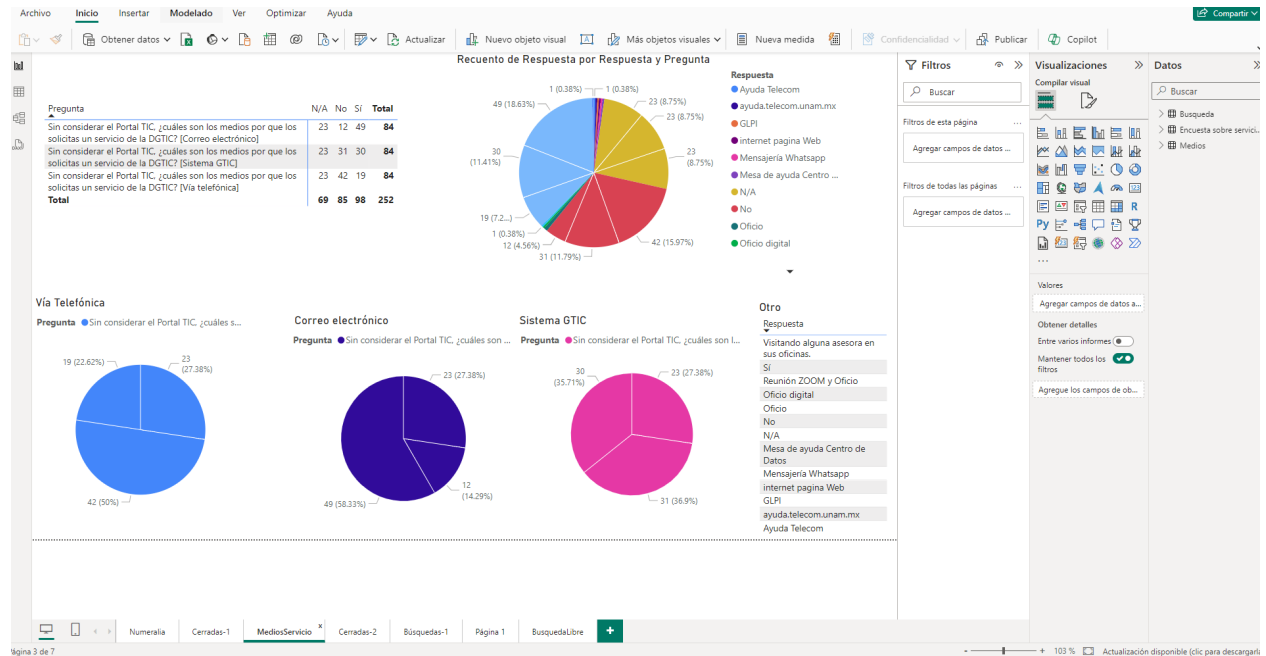 Archivo Inicio Insertar Modelado Ver Optimizar Ayuda
Compartir
Obtener datos Actualizar Nuevo objeto visual Más objetos visuales Nueva medida Confidencialidad Publicar Copilot
Pregunta N/A No Sí Total
Sin considerar el Portal TIC, ¿cuáles son los medios por que los 23 12 49 84
solicitas un servicio de la DGTIC? [Correo electrónico]
Sin considerar el Portal TIC, ¿cuáles son los medios por que los 23 31 30 84
solicitas un servicio de la DGTIC? [Sistema GTIC]
Sin considerar el Portal TIC, ¿cuáles son los medios por que los 23 42 19 84
solicitas un servicio de la DGTIC? [Vía telefónica]
Total 69 85 98 252
Recuento de Respuesta por Respuesta y Pregunta
1 (0.38%) 1 (0.38%)
49 (18.63%) 23 (8.75%)
23 (8.75%)
30
(11.41%)
23
(8.75%)
19 (7.2...)
1 (0.38%)
12 (4.56%) 42 (15.97%)
31 (11.79%)
Respuesta
Ayuda Telecom
ayuda.telecom.unam.mx
GLPI
internet pagina Web
Mensajería Whatsapp
Mesa de ayuda Centro ...
N/A
No
Oficio
Oficio digital
Vía Telefónica
Pregunta Sin considerar el Portal TIC, ¿cuáles s...
19 (22.62%) 23
(27.38%)
42 (50%)
Correo electrónico
Pregunta Sin considerar el Portal TIC, ¿cuáles son ...
23 (27.38%)
12
(14.29%)
49 (58.33%)
Sistema GTIC
Pregunta Sin considerar el Portal TIC, ¿cuáles son l...
30
(35.71%)
23 (27.38%)
31 (36.9%)
Otro
Respuesta
Visitando alguna asesora en
sus oficinas.
Sí
Reunión ZOOM y Oficio
Oficio digital
Oficio
No
N/A
Mesa de ayuda Centro de
Datos
Mensajería Whatsapp
internet pagina Web
GLPI
ayuda.telecom.unam.mx
Ayuda Telecom
Filtros
Buscar
Filtros de esta página ...
Agregar campos de datos ...
Filtros de todas las páginas ...
Agregar campos de datos ...
Visualizaciones
Compilar visual
R
Py
123
...
Valores
Agregar campos de datos a...
Obtener detalles
Entre varios informes
Mantener todos los
filtros
Agregue los campos de ob...
Datos
Buscar
Busqueda
Encuesta sobre servici...
Medios
Numeralia Cerradas-1 MediosServicio x Cerradas-2 Búsquedas-1 Página 1 BusquedaLibre +
Página 3 de 7
- + 103 % Actualización disponible (clic para descargarla